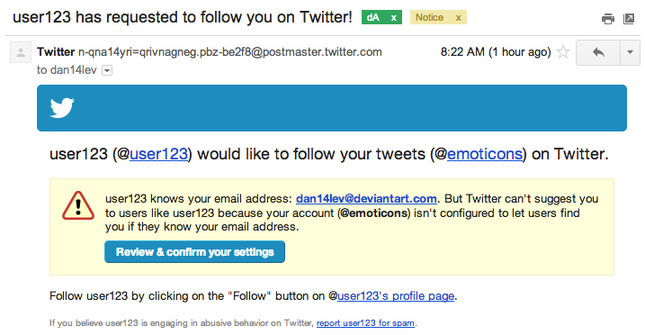 user123 has requested to follow you on Twitter! dA x Notice x
Twitter n-qna14yri=qrivnagneg.pbz-be2f8@postmaster.twitter.com 8:22 AM (1 hour ago)
to dan14lev
user123 (@user123) would like to follow your tweets (@emoticons) on Twitter.
user123 knows your email address: dan14lev@deviantart.com. But Twitter can't suggest you
to users like user123 because your account (@emoticons) isn't configured to let users find
you if they know your email address.
Review & confirm your settings
Follow user123 by clicking on the "Follow" button on @user123's profile page.
If you believe user123 is engaging in abusive behavior on Twitter, report user123 for spam.